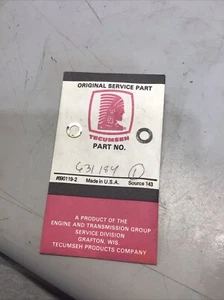 ORIGINAL SERVICE PART
TECUMSEH
PART NO.
631184 1
#890119-2 Made in U.S.A. Source 143
A PRODUCT OF THE
ENGINE AND TRANSMISSION GROUP
SERVICE DIVISION
GRAFTON, WIS.
TECUMSEH PRODUCTS COMPANY